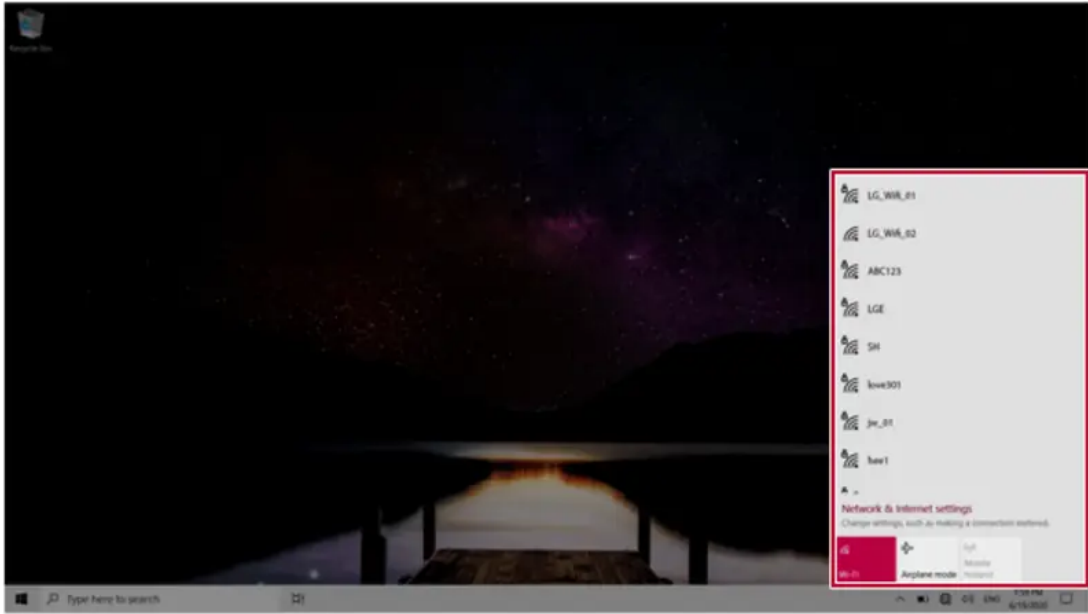 Recycle Bin
LG_Wifi_01
LG_Wifi_02
ABC123
LGE
SH
love301
jw_01
hee1
Network & Internet settings
Change settings, such as making a connection metered.
Wi-Fi
Airplane mode
Mobile
hotspot
Type here to search
ENG